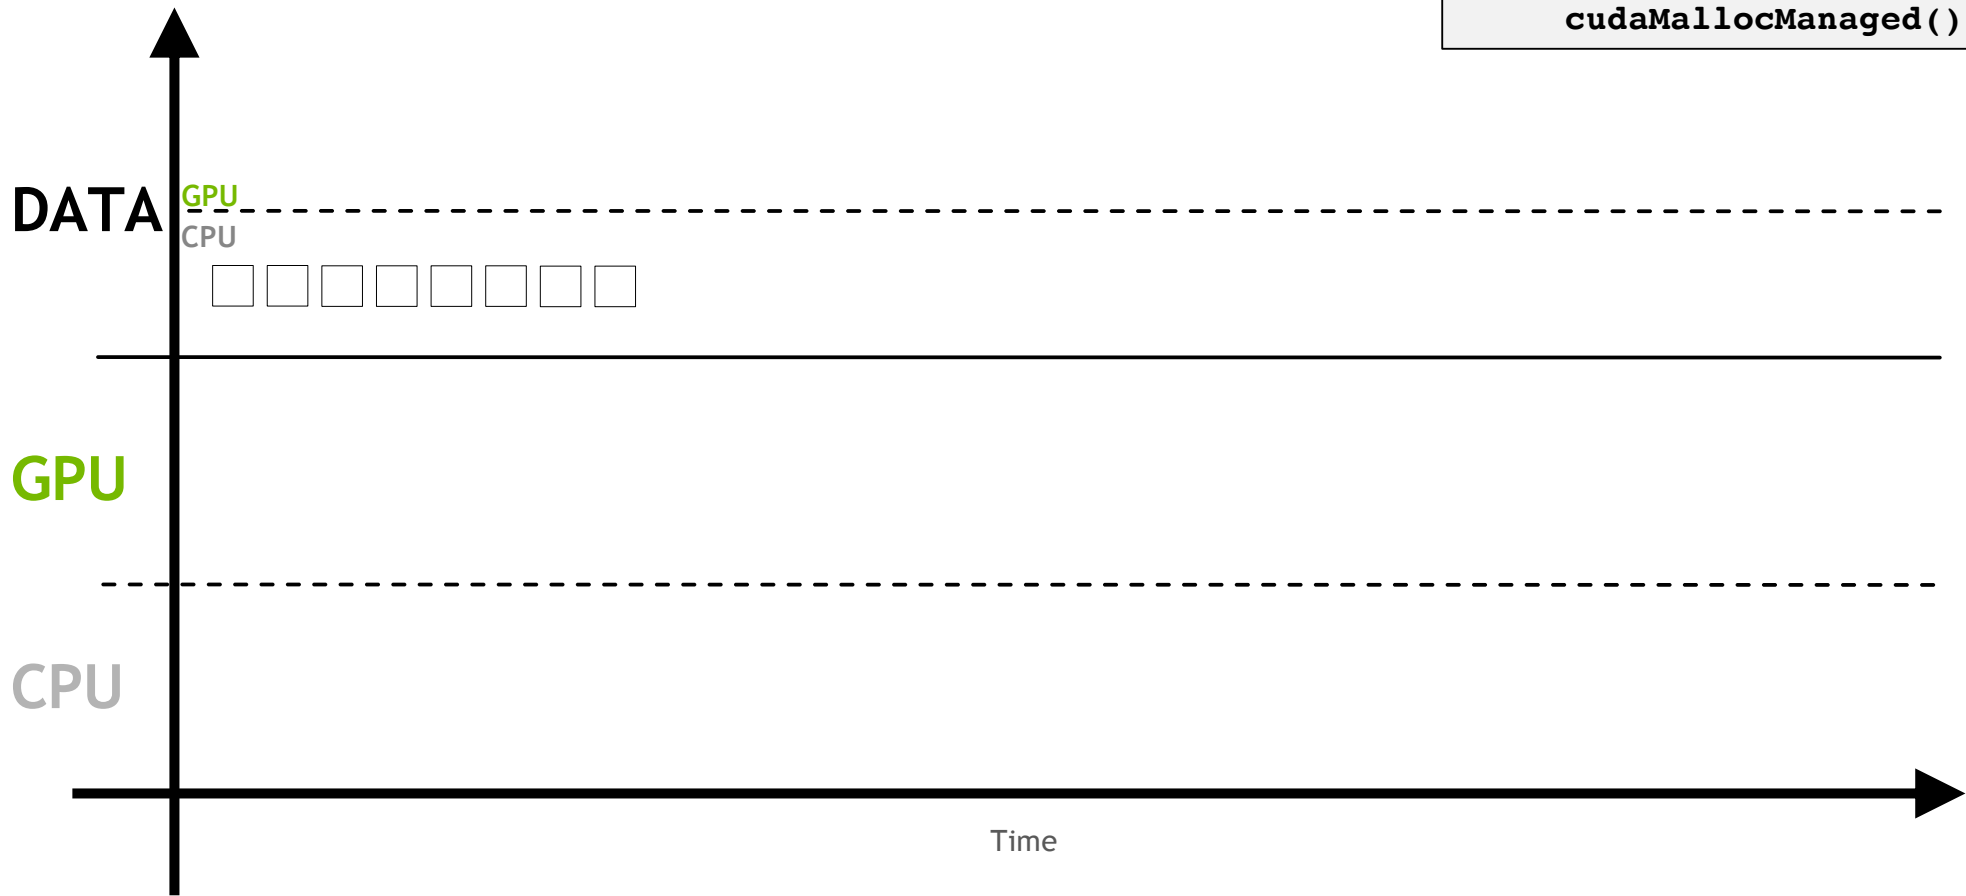 cudaMallocManaged()
DATA
GPU
CPU
GPU
CPU
Time